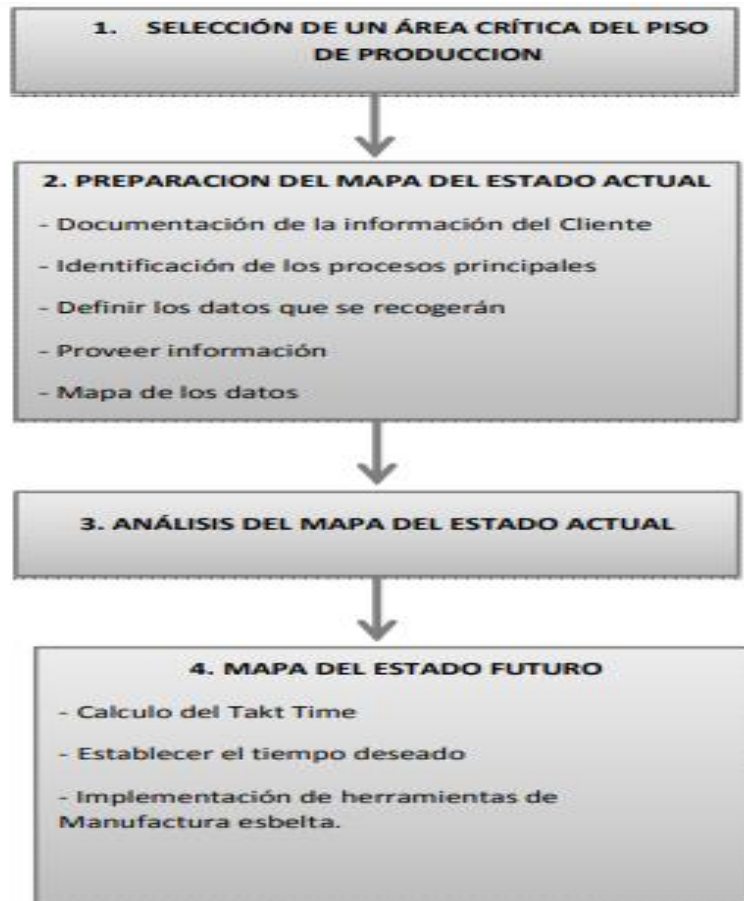 1. SELECCIÓN DE UN ÁREA CRÍTICA DEL PISO
DE PRODUCCION
2. PREPARACION DEL MAPA DEL ESTADO ACTUAL
- Documentación de la información del Cliente
- Identificación de los procesos principales
- Definir los datos que se recogerán
- Proveer información
- Mapa de los datos
3. ANÁLISIS DEL MAPA DEL ESTADO ACTUAL
4. MAPA DEL ESTADO FUTURO
- Calculo del Takt Time
- Establecer el tiempo deseado
- Implementación de herramientas de
Manufactura esbelta.